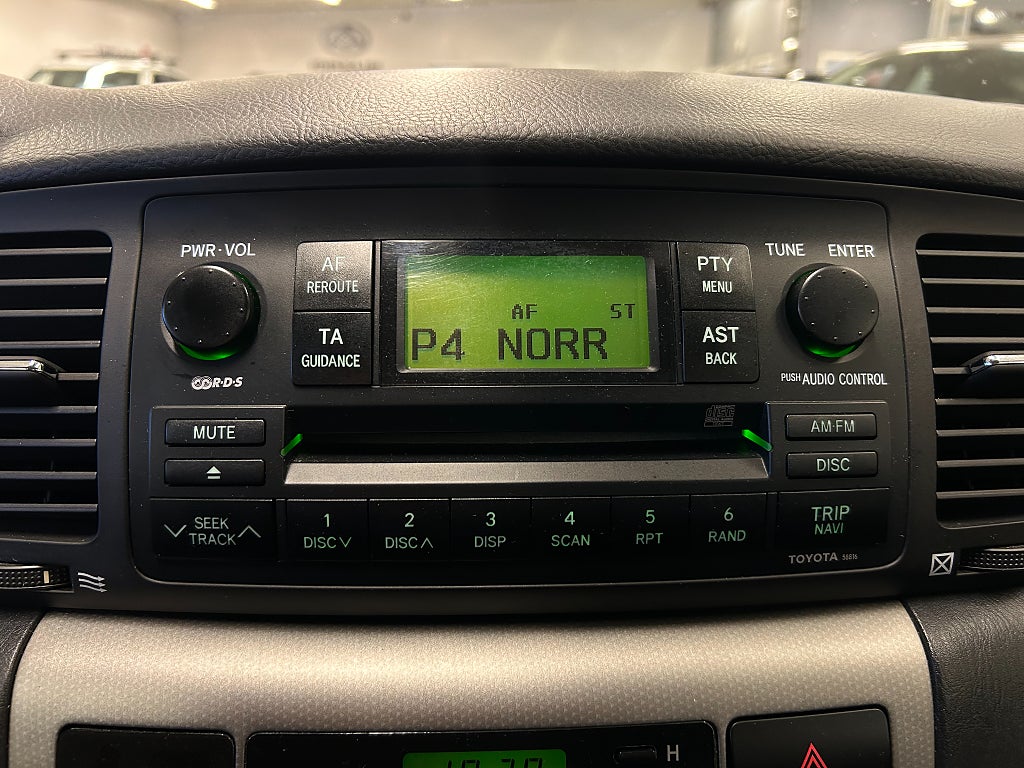 PWR·VOL
AF
REROUTE
TA
GUIDANCE
R·D·S
AF ST
P4 NORR
PTY
MENU
AST
BACK
TUNE ENTER
PUSH AUDIO CONTROL
MUTE
AM·FM
DISC
SEEK
TRACK
1
DISC
2
DISC
3
DISP
4
SCAN
5
RPT
6
RAND
TRIP
NAVI
TOYOTA
H